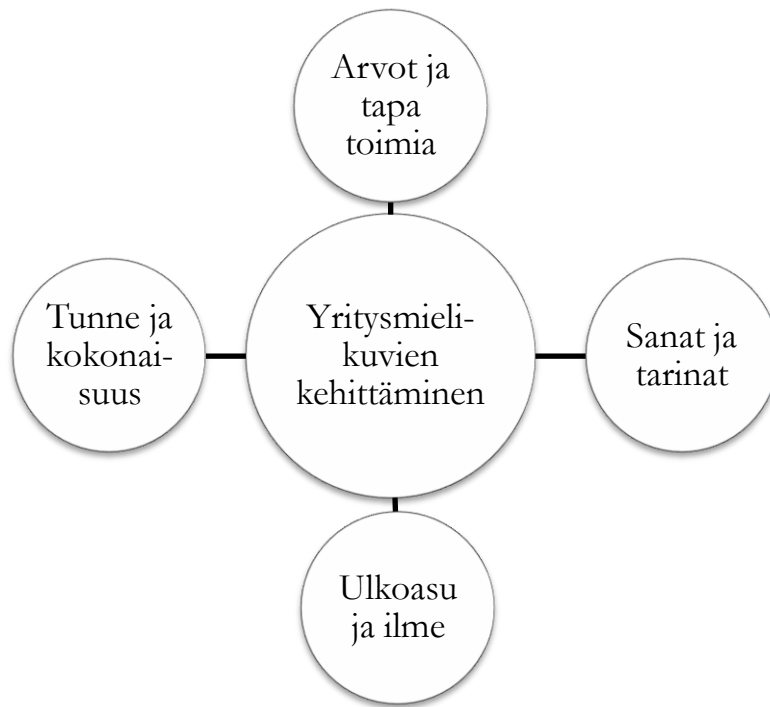 Arvot ja
tapa
toimia
Tunne ja
kokonai-
suus
Yritysmieli-
kuvien
kehittäminen
Sanat ja
tarinat
Ulkoasu
ja ilme